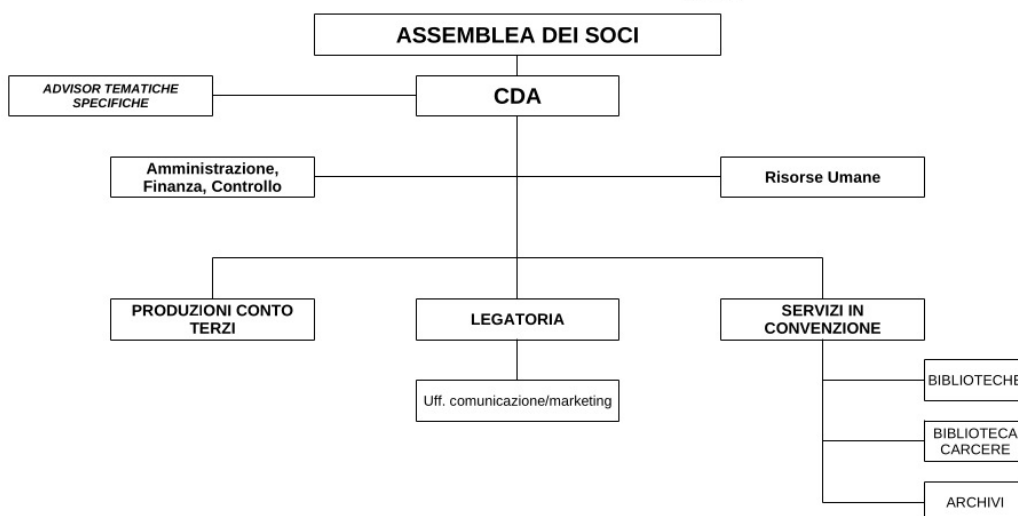 ASSEMBLEA DEI SOCI
ADVISOR TEMATICHE
SPECIFICHE
CDA
Amministrazione,
Finanza, Controllo
Risorse Umane
PRODUZIONI CONTO
TERZI
LEGATORIA
SERVIZI IN
CONVENZIONE
Uff. comunicazione/marketing
BIBLIOTECHE
BIBLIOTECA
CARCERE
ARCHIVI